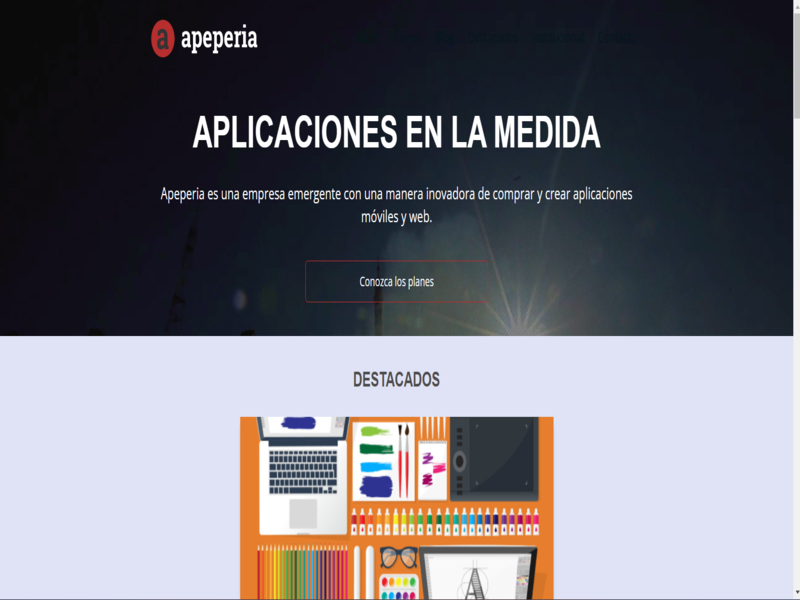 a apeperia
APLICACIONES EN LA MEDIDA
Apeperia es una empresa emergente con una manera inovadora de comprar y crear aplicaciones
móviles y web.
Conozca los planes
DESTACADOS
A